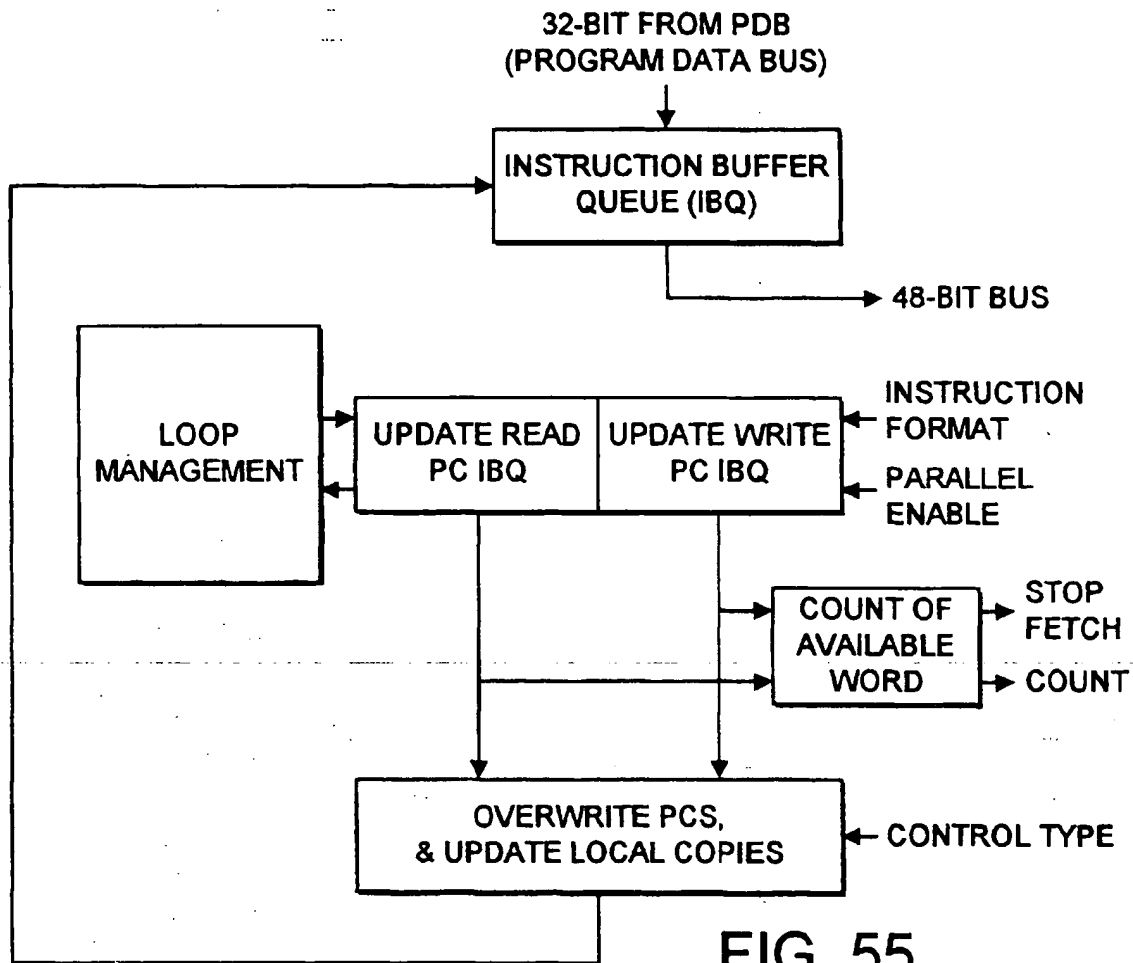 32-BIT FROM PDB
(PROGRAM DATA BUS)
INSTRUCTION BUFFER
QUEUE (IBQ)
48-BIT BUS
LOOP
MANAGEMENT
UPDATE READ
PC IBQ
UPDATE WRITE
PC IBQ
INSTRUCTION
FORMAT
PARALLEL
ENABLE
COUNT OF
AVAILABLE
WORD
STOP
FETCH
COUNT
OVERWRITE PCS,
& UPDATE LOCAL COPIES
CONTROL TYPE
FIG. 55